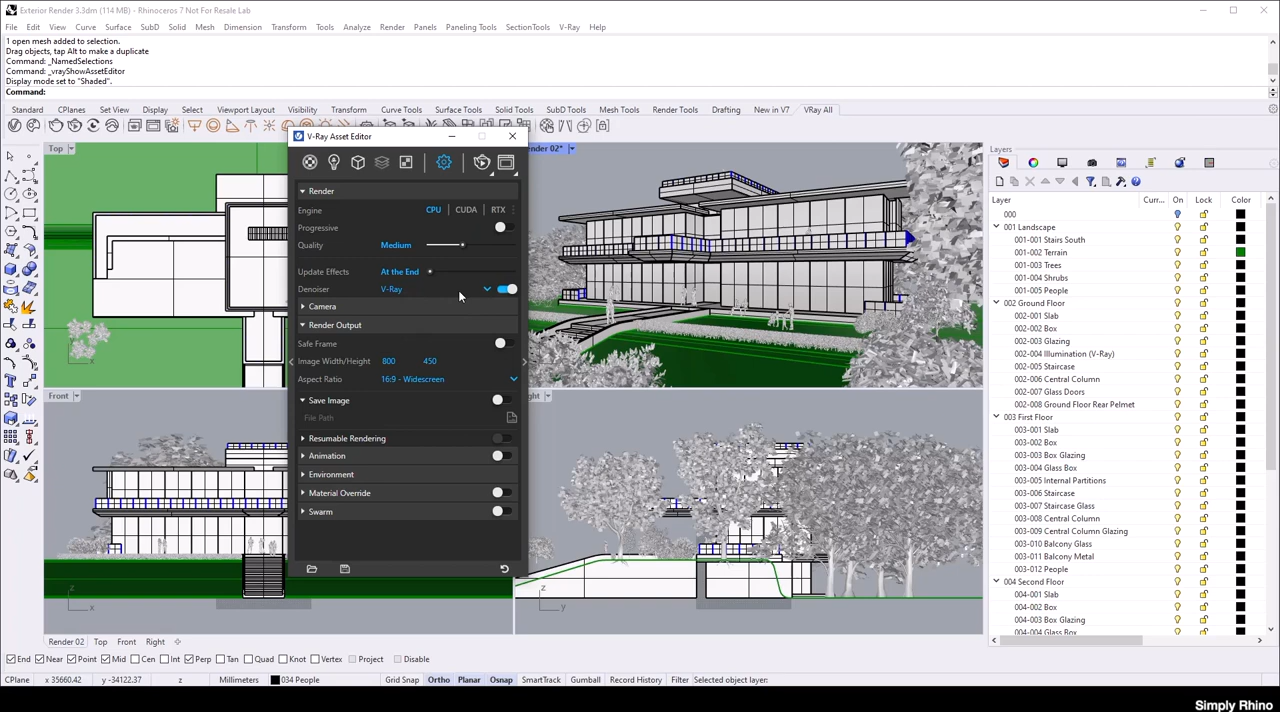 Exterior Render 3.3dm (114 MB) - Rhinoceros 7 Not For Resale Lab
File Edit View Curve Surface SubD Solid Mesh Dimension Transform Tools Analyze Render Panels Paneling Tools SectionTools V-Ray Help
1 open mesh added to selection.
Drag objects, tap Alt to make a duplicate
Command: _NamedSelections
Command: _vrayShowAssetEditor
Display mode set to "Shaded".
Command:
Standard CPlanes Set View Display Select Viewport Layout Visibility Transform Curve Tools Surface Tools Solid Tools SubD Tools Mesh Tools Render Tools Drafting New in V7 VRay All
V-Ray Asset Editor
Top
ender 02*
Render
Engine CPU CUDA RTX
Progressive
Quality Medium
Update Effects At the End
Denoiser V-Ray
Camera
Render Output
Safe Frame
Image Width/Height 800 450
Aspect Ratio 16:9 - Widescreen
Front
ght
Save Image
File Path
Resumable Rendering
Animation
Environment
Material Override
Swarm
z
x
z
y
Layers
Layer Curr... On Lock Color
000
001 Landscape
001-001 Stairs South
001-002 Terrain
001-003 Trees
001-004 Shrubs
001-005 People
002 Ground Floor
002-001 Slab
002-002 Box
002-003 Glazing
002-004 Illumination (V-Ray)
002-005 Staircase
002-006 Central Column
002-007 Glass Doors
002-008 Ground Floor Rear Pelmet
003 First Floor
003-001 Slab
003-002 Box
003-003 Box Glazing
003-004 Glass Box
003-005 Internal Partitions
003-006 Staircase
003-007 Staircase Glass
003-008 Central Column
003-009 Central Column Glazing
003-010 Balcony Glass
003-011 Balcony Metal
003-012 People
004 Second Floor
004-001 Slab
004-002 Box
004-003 Box Glazing
004-004 Glass Box
Render 02 Top Front Right
End Near Point Mid Cen Int Perp Tan Quad Knot Vertex Project Disable
CPlane x 35660.42 y -34122.37 z Millimeters 034 People Grid Snap Ortho Planar Osnap SmartTrack Gumball Record History Filter Selected object layer:
Simply Rhino